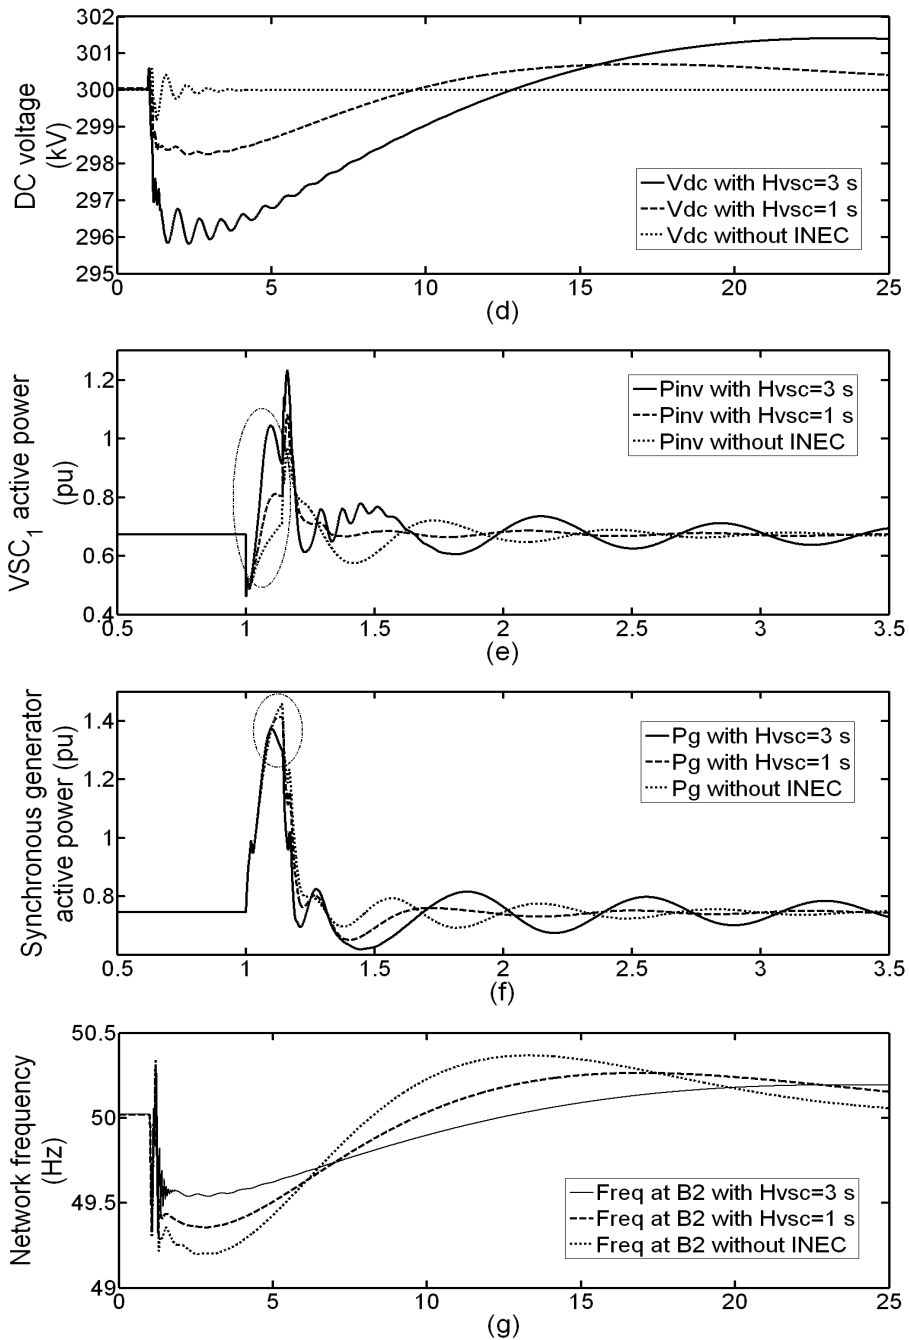 302
301
300
299
298
297
296
295
DC voltage
(kV)
Vdc with Hvsc=3 s
Vdc with Hvsc=1 s
Vdc without INEC
0 5 10 15 20 25
(d)
1.2
1
0.8
0.6
0.4
VSC1 active power
(pu)
Pinv with Hvsc=3 s
Pinv with Hvsc=1 s
Pinv without INEC
0.5 1 1.5 2 2.5 3 3.5
(e)
1.4
1.2
1
0.8
0.6
Synchronous generator
active power (pu)
Pg with Hvsc=3 s
Pg with Hvsc=1 s
Pg without INEC
0.5 1 1.5 2 2.5 3 3.5
(f)
50.5
50
49.5
49
Network frequency
(Hz)
Freq at B2 with Hvsc=3 s
Freq at B2 with Hvsc=1 s
Freq at B2 without INEC
0 5 10 15 20 25
(g)